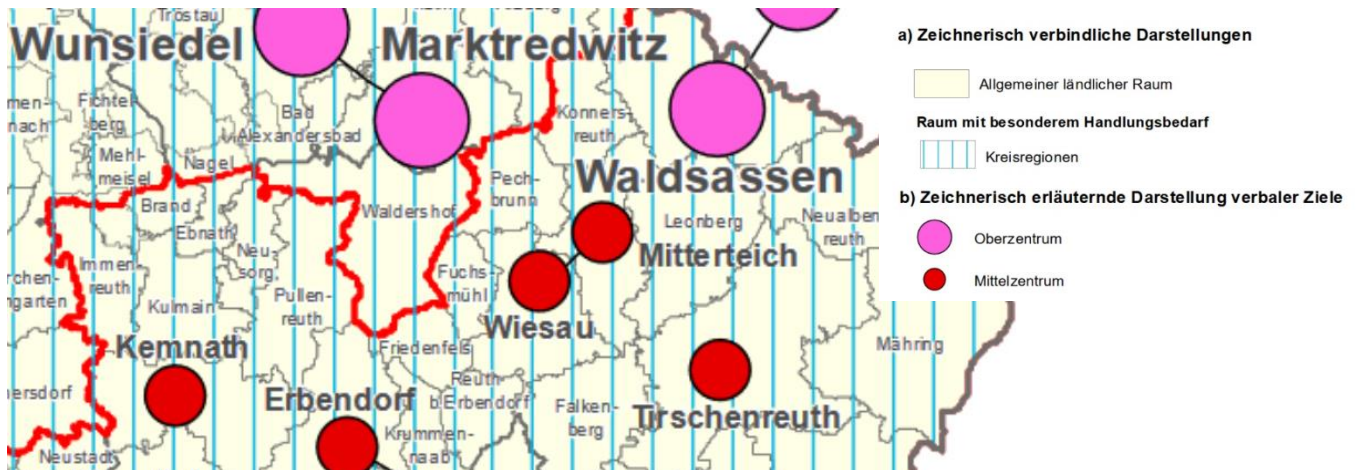 Tröstau
Wunsiedel
Marktredwitz
Fichtel-
berg
Bad
Alexandersbad
Konners-
reuth
Mehl-
meisel
Nagel
Pech-
brunn
Waldsassen
Brand
Waldershof
Leonberg
Neualben
reuth
Ebnath
Neu-
sorg
Mitterteich
Immen-
reuth
Fuchs-
mühl
Kulmain
Pullen-
reuth
Wiesau
Kemnath
Friedenfels
Mähring
Erbendorf
Reuth
b.Erbendorf
Falken-
berg
Tirschenreuth
Krummen-
naab
Neustadt
a) Zeichnerisch verbindliche Darstellungen
Allgemeiner ländlicher Raum
Raum mit besonderem Handlungsbedarf
Kreisregionen
b) Zeichnerisch erläuternde Darstellung verbaler Ziele
Oberzentrum
Mittelzentrum